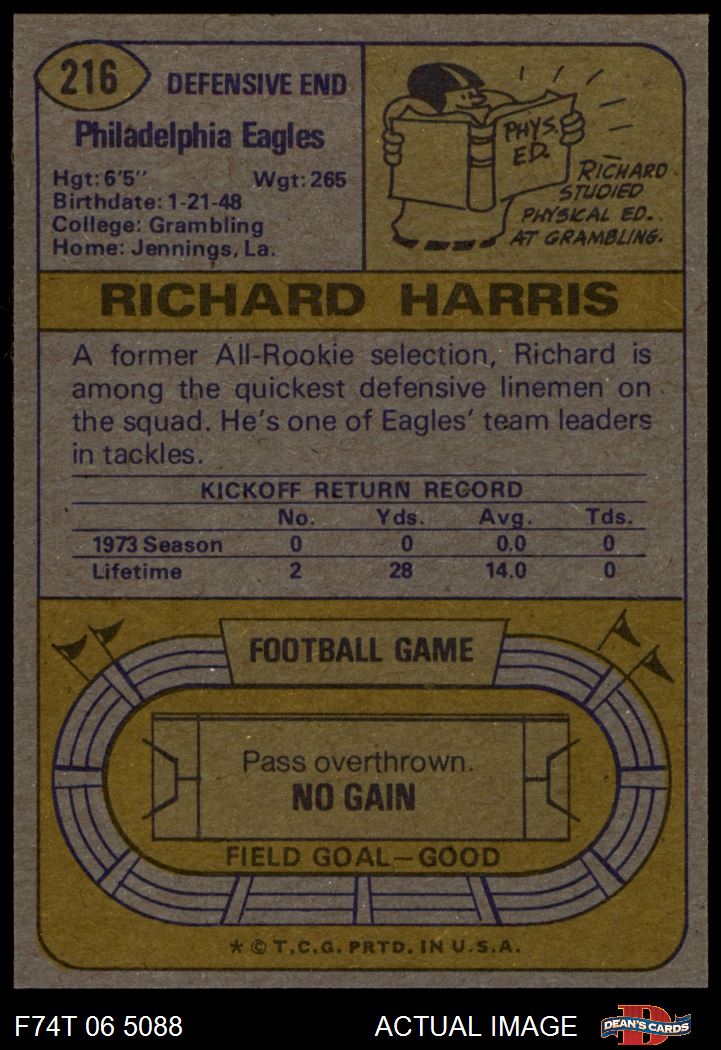 216
DEFENSIVE END
Philadelphia Eagles
Hgt: 6'5" Wgt: 265
Birthdate: 1-21-48
College: Grambling
Home: Jennings, La.
PHYS.
ED.
RICHARD
STUDIED
PHYSICAL ED.
AT GRAMBLING.
RICHARD HARRIS
A former All-Rookie selection, Richard is
among the quickest defensive linemen on
the squad. He's one of Eagles' team leaders
in tackles.
KICKOFF RETURN RECORD
No. Yds. Avg. Tds.
1973 Season 0 0 0.0 0
Lifetime 2 28 14.0 0
FOOTBALL GAME
Pass overthrown.
NO GAIN
FIELD GOAL—GOOD
* © T.C.G. PRTD. IN U.S.A.
F74T 06 5088 ACTUAL IMAGE
D
DEAN'S CARDS